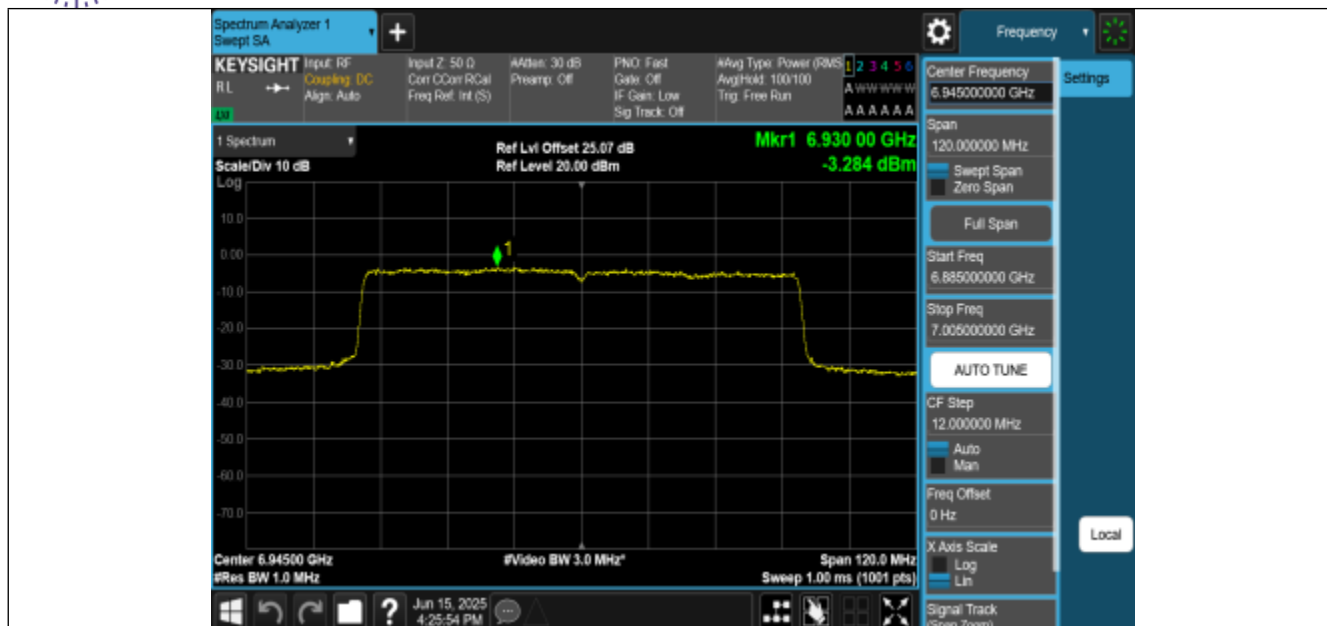 Spectrum Analyzer 1
Swept SA
+
Frequency
KEYSIGHT
RL
Input: RF
Coupling: DC
Align: Auto
Input Z: 50 Ω
Corr CCorr RCal
Freq Ref: Int (S)
#Atten: 30 dB
Preamp: Off
PNO: Fast
Gate: Off
IF Gain: Low
Sig Track: Off
#Avg Type: Power (RMS
Avg|Hold: 100/100
Trig: Free Run
1 2 3 4 5 6
A W W W W W
A A A A A A
1 Spectrum
Scale/Div 10 dB
Log
Ref Lvl Offset 25.07 dB
Ref Level 20.00 dBm
Mkr1 6.930 00 GHz
-3.284 dBm
10.0
0.00
-10.0
-20.0
-30.0
-40.0
-50.0
-60.0
-70.0
1
Center 6.94500 GHz
#Res BW 1.0 MHz
#Video BW 3.0 MHz*
Span 120.0 MHz
Sweep 1.00 ms (1001 pts)
Center Frequency
6.945000000 GHz
Span
120.000000 MHz
Swept Span
Zero Span
Full Span
Start Freq
6.885000000 GHz
Stop Freq
7.005000000 GHz
AUTO TUNE
CF Step
12.000000 MHz
Auto
Man
Freq Offset
0 Hz
X Axis Scale
Log
Lin
Signal Track
(Span Zoom)
Settings
Local
?
Jun 15, 2025
4:25:54 PM